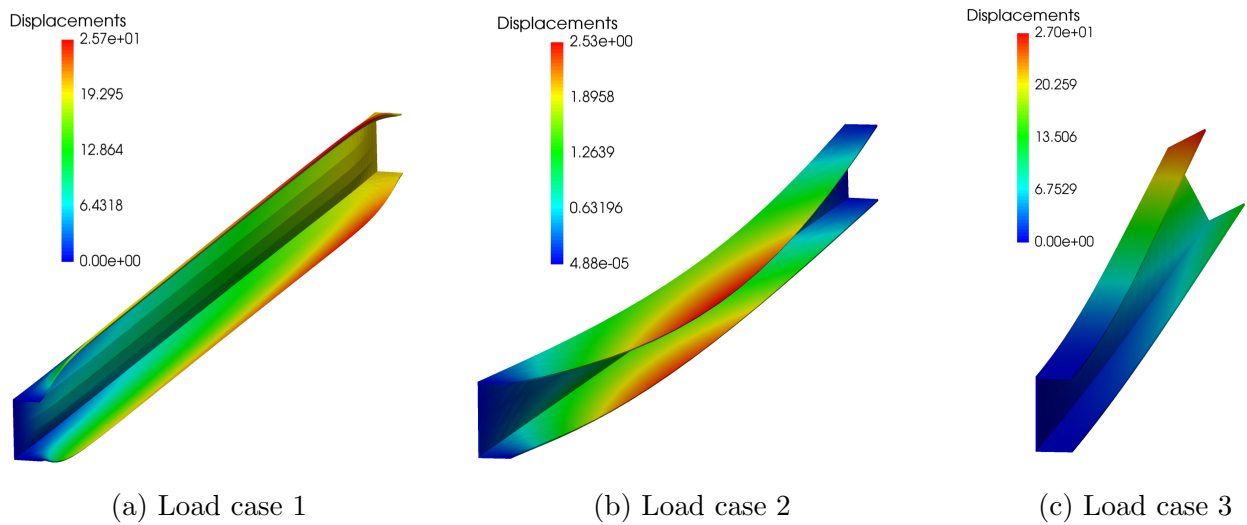 Displacements
2.57e+01
19.295
12.864
6.4318
0.00e+00
(a) Load case 1
Displacements
2.53e+00
1.8958
1.2639
0.63196
4.88e-05
(b) Load case 2
Displacements
2.70e+01
20.259
13.506
6.7529
0.00e+00
(c) Load case 3